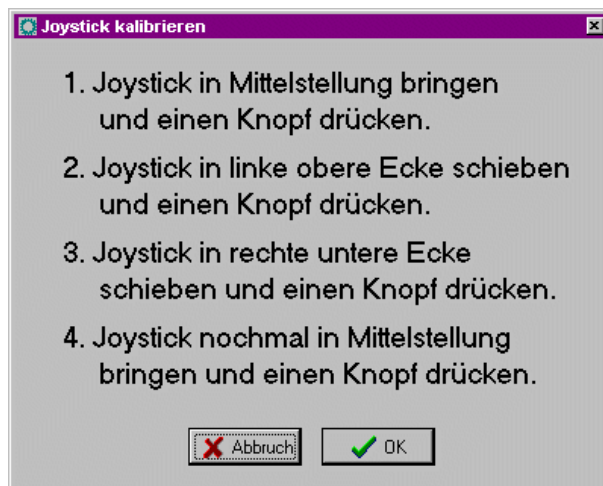 Joystick kalibrieren
1. Joystick in Mittelstellung bringen
und einen Knopf drücken.
2. Joystick in linke obere Ecke schieben
und einen Knopf drücken.
3. Joystick in rechte untere Ecke
schieben und einen Knopf drücken.
4. Joystick nochmal in Mittelstellung
bringen und einen Knopf drücken.
Abbruch OK